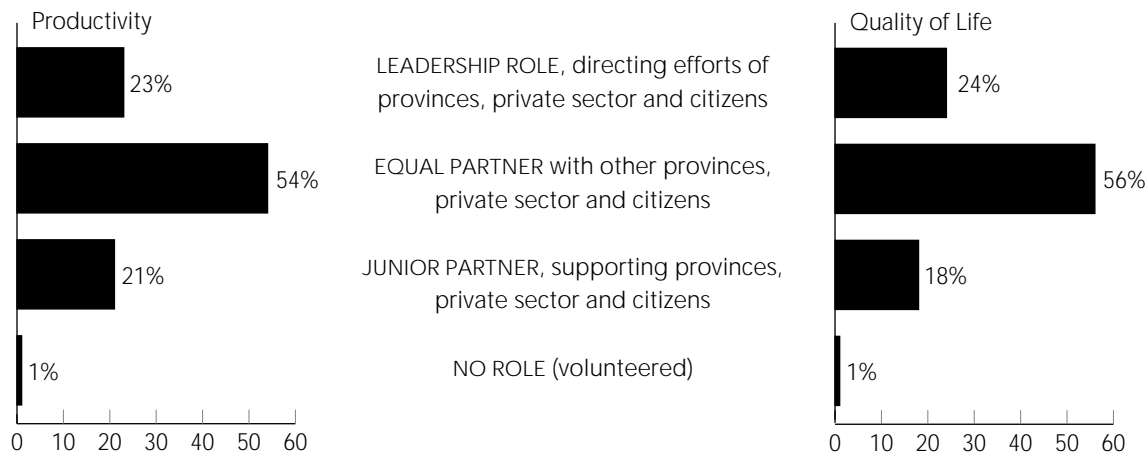 Productivity
Quality of Life
23%
LEADERSHIP ROLE, directing efforts of
provinces, private sector and citizens
24%
54%
EQUAL PARTNER with other provinces,
private sector and citizens
56%
21%
JUNIOR PARTNER, supporting provinces,
private sector and citizens
18%
1%
NO ROLE (volunteered)
1%
0 10 20 30 40 50 60
0 10 20 30 40 50 60